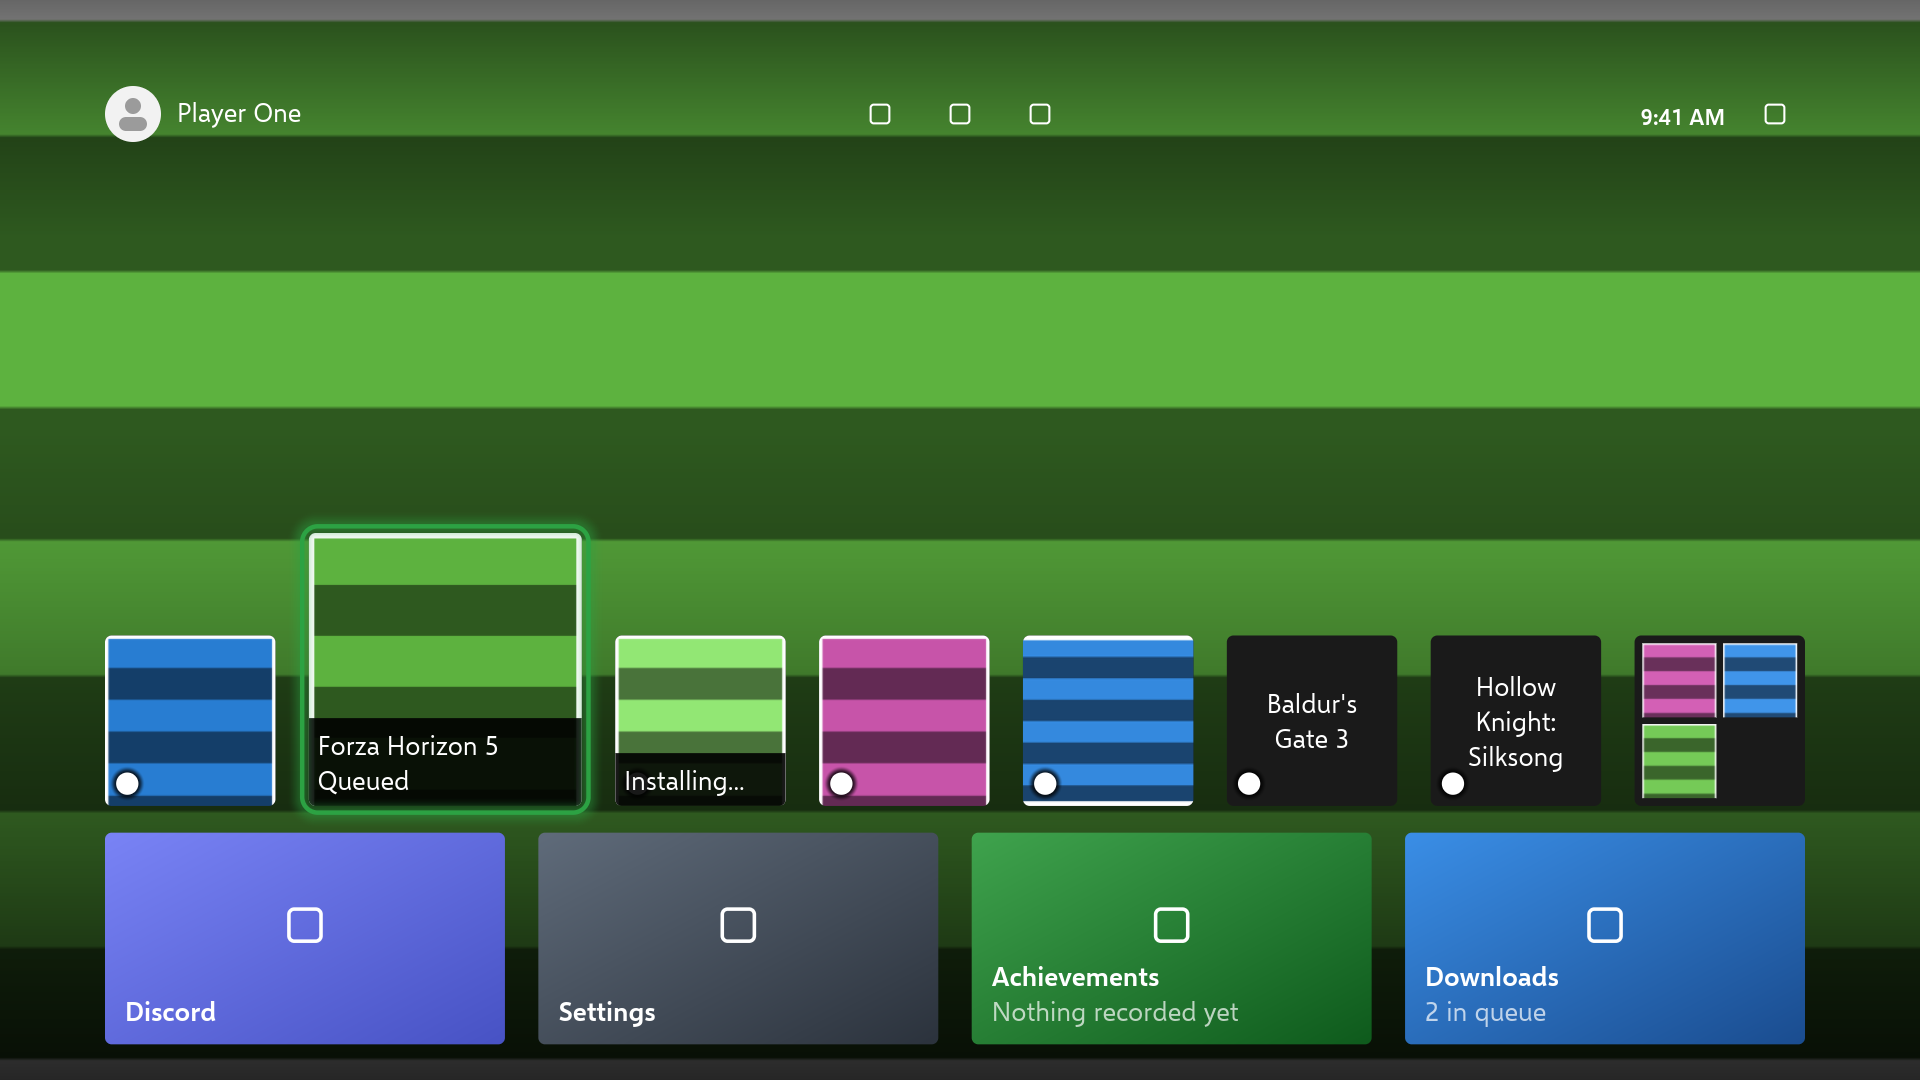 Player One
9:41 AM
Forza Horizon 5
Queued
Installing...
Baldur's
Gate 3
Hollow
Knight:
Silksong
Discord
Settings
Achievements
Nothing recorded yet
Downloads
2 in queue